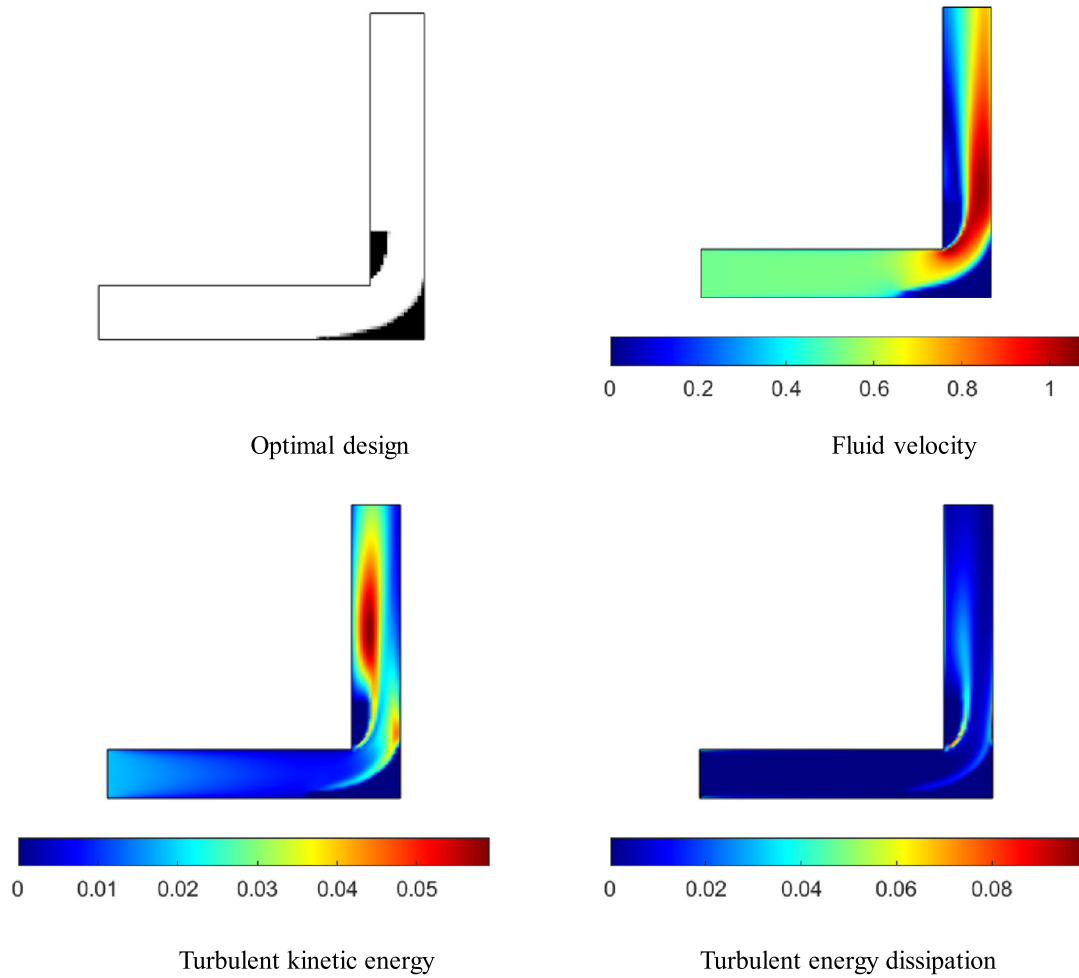 0 0.2 0.4 0.6 0.8 1
Optimal design
Fluid velocity
0 0.01 0.02 0.03 0.04 0.05
0 0.02 0.04 0.06 0.08
Turbulent kinetic energy
Turbulent energy dissipation